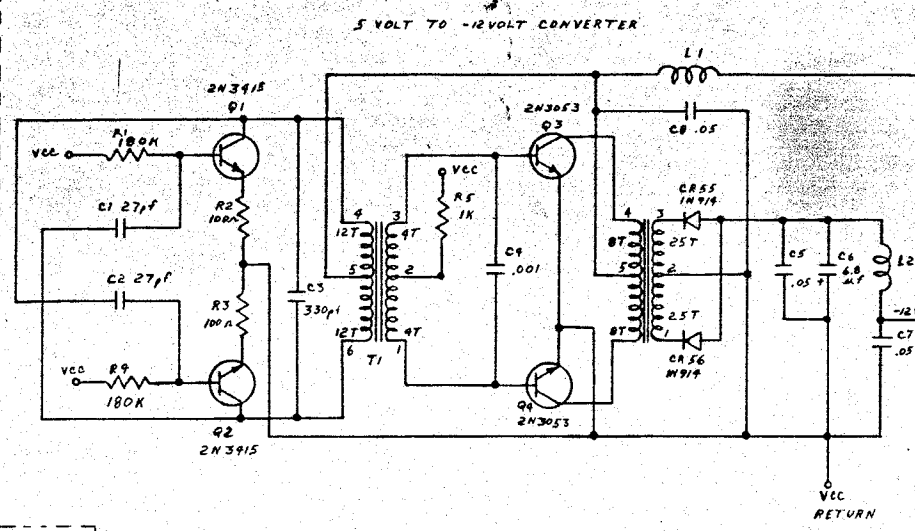 5 VOLT TO -12 VOLT CONVERTER
L1
2N3415
Q1
2N3053
Q3
C8 .05
R1
180K
VCC
VCC
R5
1K
CR55
1N914
C1 27pf
R2
100Ω
4
12T
3
4T
4
8T
3
25T
C2 27pf
5
2
C4
.001
5
2
C5
.05
+
C6
6.8
μf
L2
R3
100Ω
C3
330pf
-12
12T
6
4T
1
8T
25T
1
C7
.05
T1
VCC
R4
180K
CR56
1N914
Q4
2N3053
Q2
2N3415
VCC
RETURN